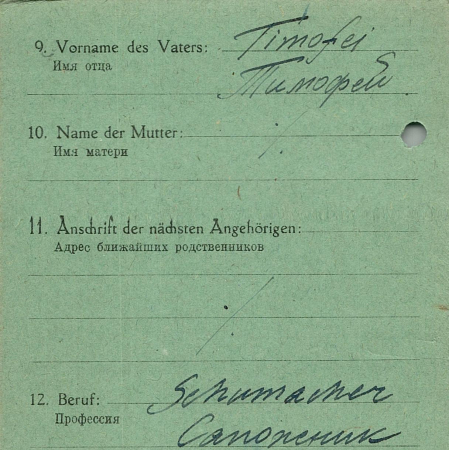 9. Vorname des Vaters: Timofei
Имя отца Тимофей
10. Name der Mutter:
Имя матери
11. Anschrift der nächsten Angehörigen:
Адрес ближайших родственников
12. Beruf: Schumacher
Профессия Сапожник